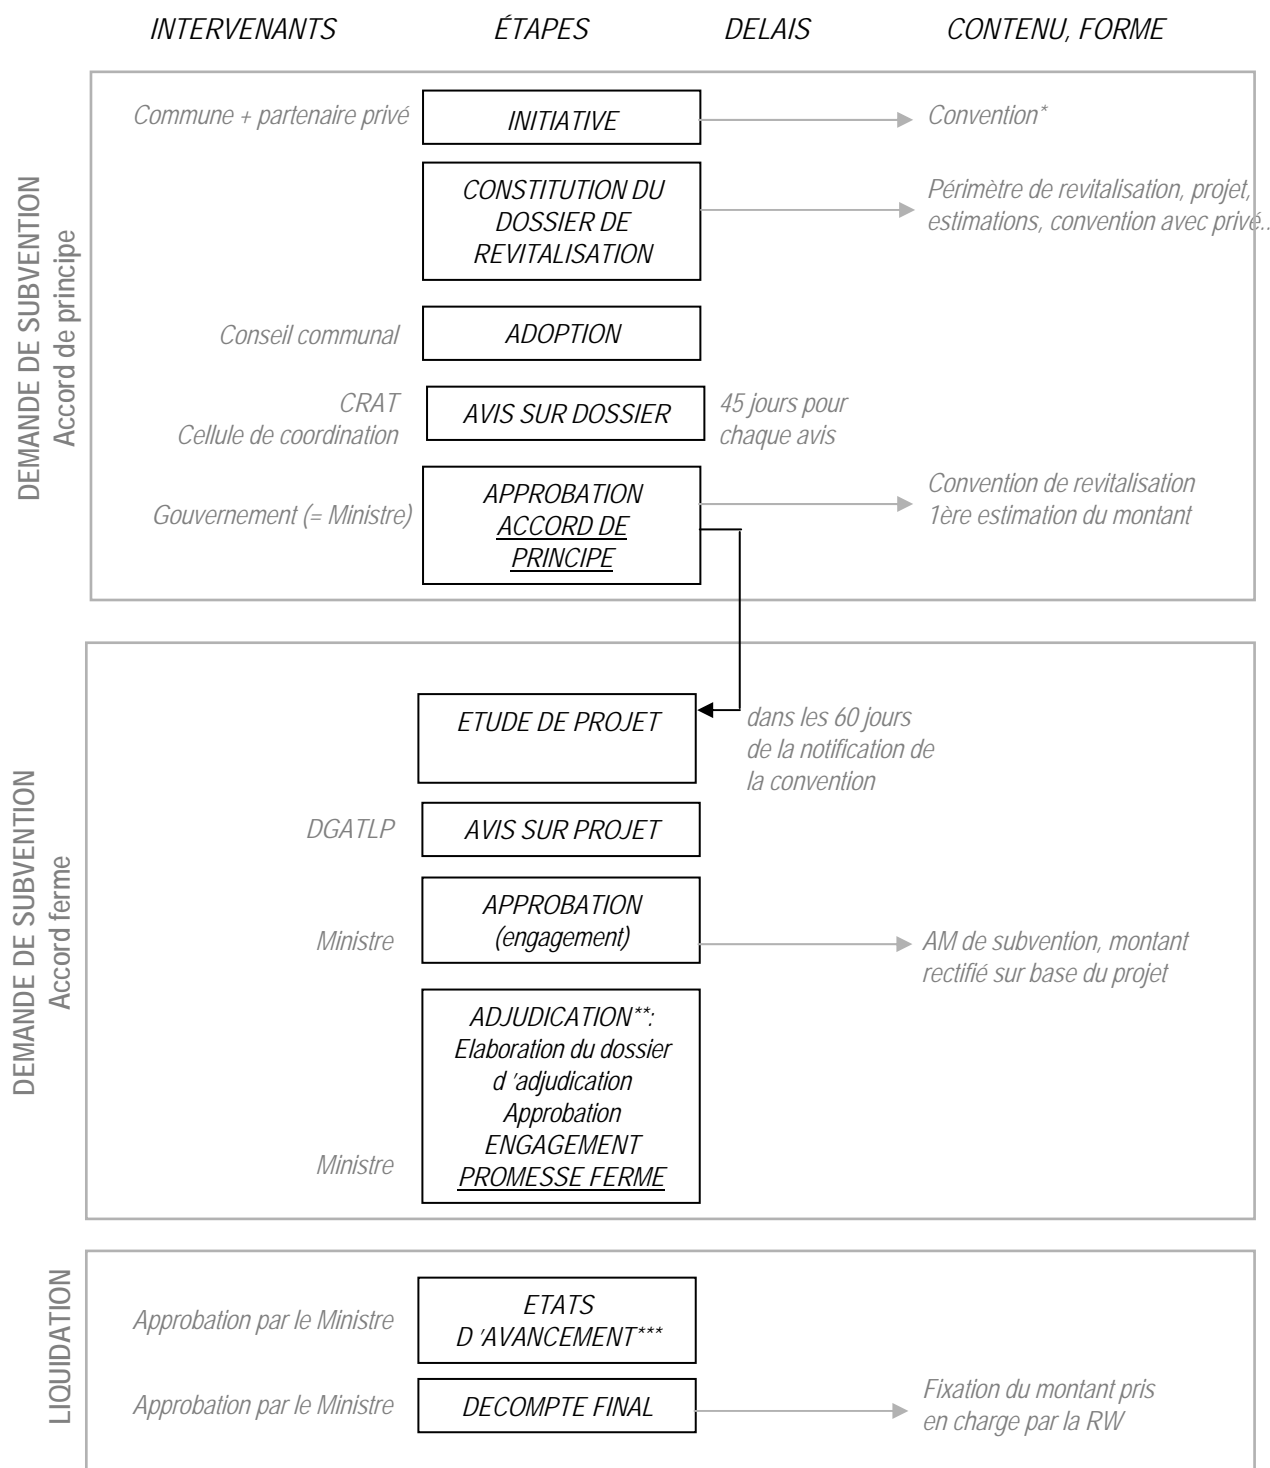 INTERVENANTS ÉTAPES DELAIS CONTENU, FORME
DEMANDE DE SUBVENTION
Accord de principe
Commune + partenaire privé
INITIATIVE
Convention*
CONSTITUTION DU
DOSSIER DE
REVITALISATION
Périmètre de revitalisation, projet,
estimations, convention avec privé..
Conseil communal
ADOPTION
CRAT
Cellule de coordination
AVIS SUR DOSSIER
45 jours pour
chaque avis
Gouvernement (= Ministre)
APPROBATION
ACCORD DE
PRINCIPE
Convention de revitalisation
1ère estimation du montant
DEMANDE DE SUBVENTION
Accord ferme
ETUDE DE PROJET
dans les 60 jours
de la notification de
la convention
DGATLP
AVIS SUR PROJET
Ministre
APPROBATION
(engagement)
AM de subvention, montant
rectifié sur base du projet
ADJUDICATION**:
Elaboration du dossier
d 'adjudication
Approbation
ENGAGEMENT
Ministre
PROMESSE FERME
LIQUIDATION
Approbation par le Ministre
ETATS
D 'AVANCEMENT***
Approbation par le Ministre
DECOMPTE FINAL
Fixation du montant pris
en charge par la RW